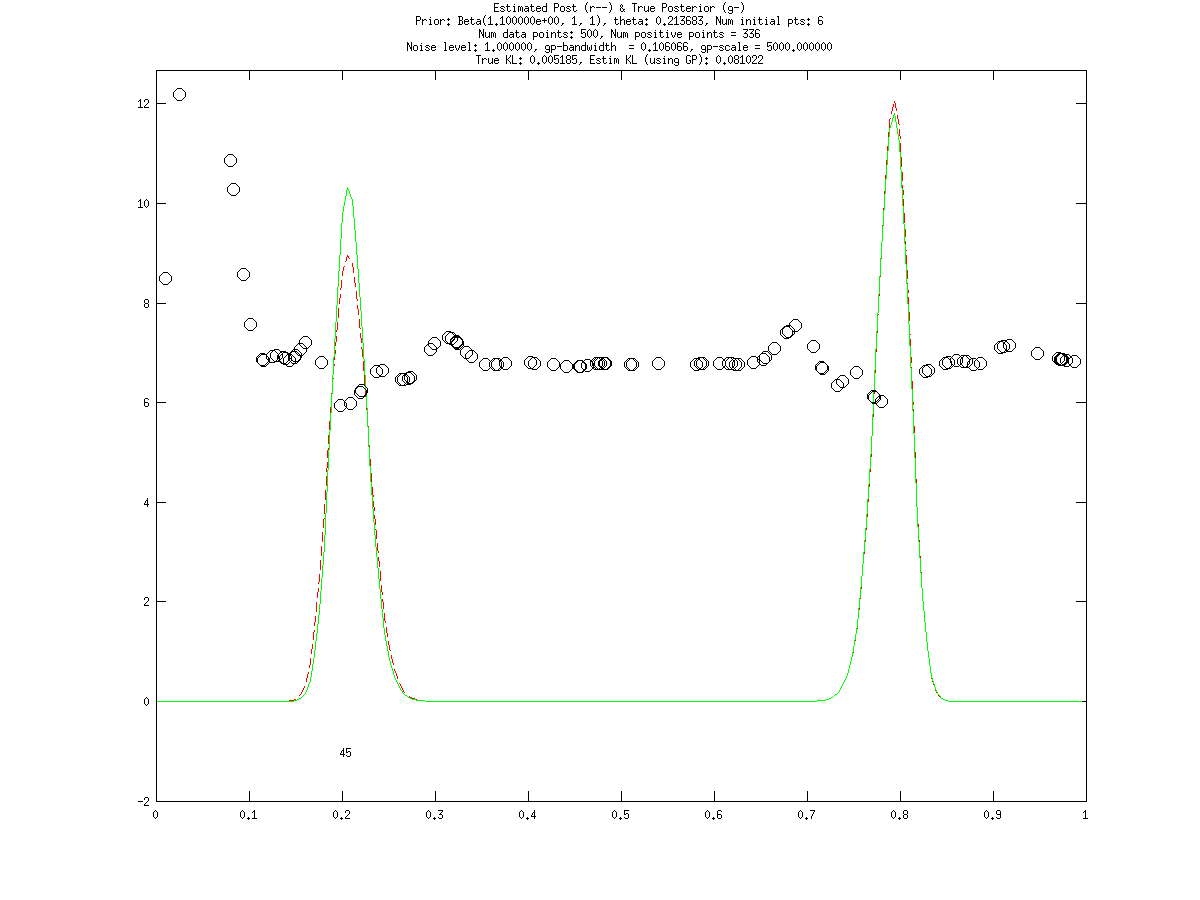 Estimated Post (r--) & True Posterior (g-)
Prior: Beta(1.100000e+00, 1, 1), theta: 0.213683, Num initial pts: 6
Num data points: 500, Num positive points = 336
Noise level: 1.000000, gp-bandwidth  = 0.106066, gp-scale = 5000.000000
True KL: 0.005185, Estim KL (using GP): 0.081022
12
10
8
6
4
2
0
45
-2
0 0.1 0.2 0.3 0.4 0.5 0.6 0.7 0.8 0.9 1